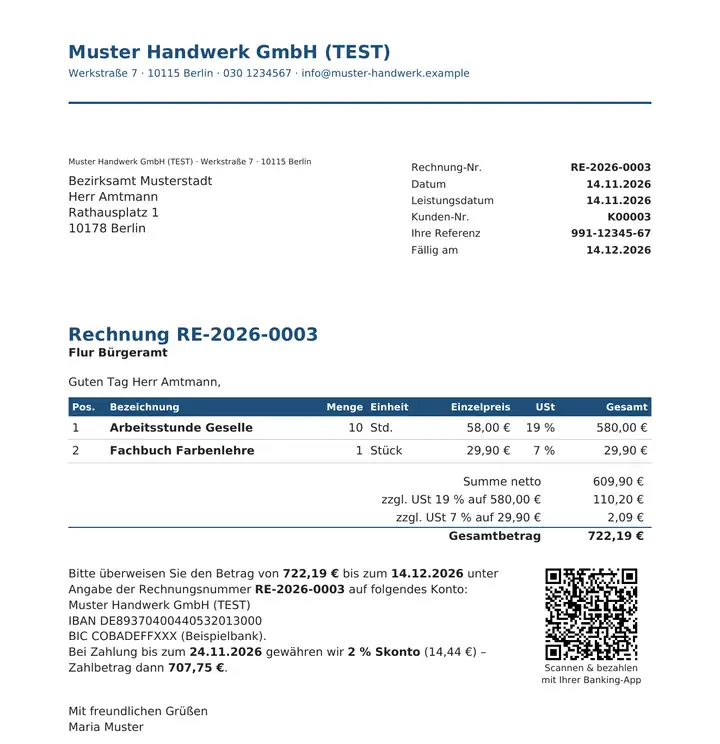 Muster Handwerk GmbH (TEST)
Werkstraße 7 · 10115 Berlin · 030 1234567 · info@muster-handwerk.example
Muster Handwerk GmbH (TEST) · Werkstraße 7 · 10115 Berlin
Bezirksamt Musterstadt
Herr Amtmann
Rathausplatz 1
10178 Berlin
Rechnung-Nr. RE-2026-0003
Datum 14.11.2026
Leistungsdatum 14.11.2026
Kunden-Nr. K00003
Ihre Referenz 991-12345-67
Fällig am 14.12.2026
Rechnung RE-2026-0003
Flur Bürgeramt
Guten Tag Herr Amtmann,
Pos. Bezeichnung Menge Einheit Einzelpreis USt Gesamt
1 Arbeitsstunde Geselle 10 Std. 58,00 € 19 % 580,00 €
2 Fachbuch Farbenlehre 1 Stück 29,90 € 7 % 29,90 €
Summe netto 609,90 €
zzgl. USt 19 % auf 580,00 € 110,20 €
zzgl. USt 7 % auf 29,90 € 2,09 €
Gesamtbetrag 722,19 €
Bitte überweisen Sie den Betrag von 722,19 € bis zum 14.12.2026 unter
Angabe der Rechnungsnummer RE-2026-0003 auf folgendes Konto:
Muster Handwerk GmbH (TEST)
IBAN DE89370400440532013000
BIC COBADEFFXXX (Beispielbank).
Bei Zahlung bis zum 24.11.2026 gewähren wir 2 % Skonto (14,44 €) –
Zahlbetrag dann 707,75 €.
Scannen & bezahlen
mit Ihrer Banking-App
Mit freundlichen Grüßen
Maria Muster